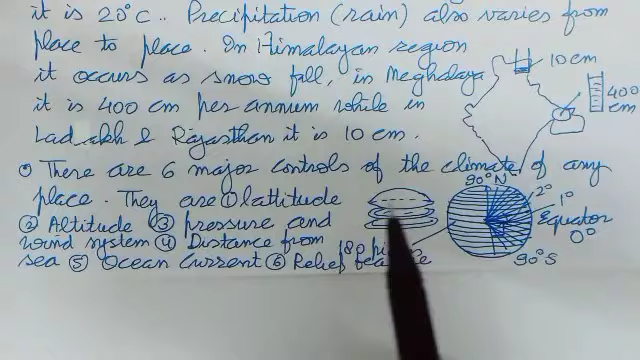 it is 20°C. Precipitation (rain) also varies from
place to place. In Himalayan region
it occurs as snow fall, in Meghalaya
it is 400 cm per annum while in
Ladakh & Rajasthan it is 10 cm.
10 cm
400
cm
There are 6 major controls of the climate of any
place. They are ① lattitude
② Altitude ③ pressure and
wind system ④ Distance from
sea ⑤ Ocean Current ⑥ Relief
90° N
2°
1°
Equator
0°
90° S
180